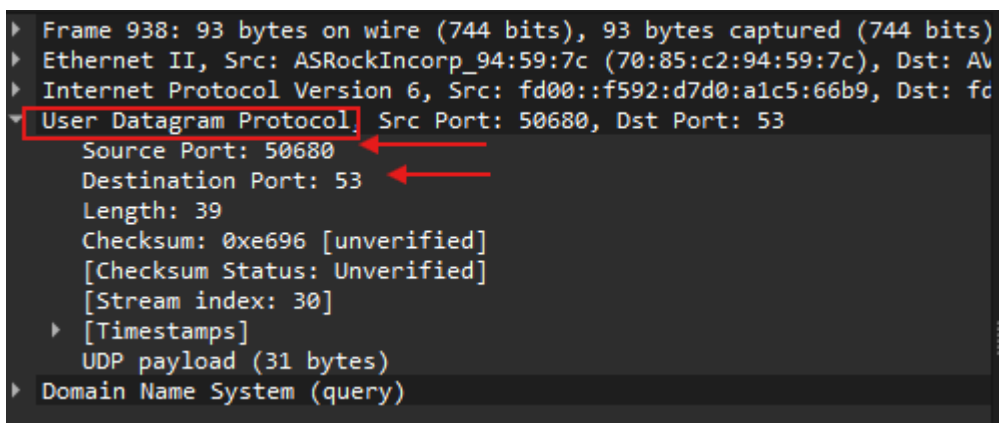 Frame 938: 93 bytes on wire (744 bits), 93 bytes captured (744 bits)
Ethernet II, Src: ASRockIncorp_94:59:7c (70:85:c2:94:59:7c), Dst: AV
Internet Protocol Version 6, Src: fd00::f592:d7d0:a1c5:66b9, Dst: fd
User Datagram Protocol, Src Port: 50680, Dst Port: 53
Source Port: 50680
Destination Port: 53
Length: 39
Checksum: 0xe696 [unverified]
[Checksum Status: Unverified]
[Stream index: 30]
[Timestamps]
UDP payload (31 bytes)
Domain Name System (query)